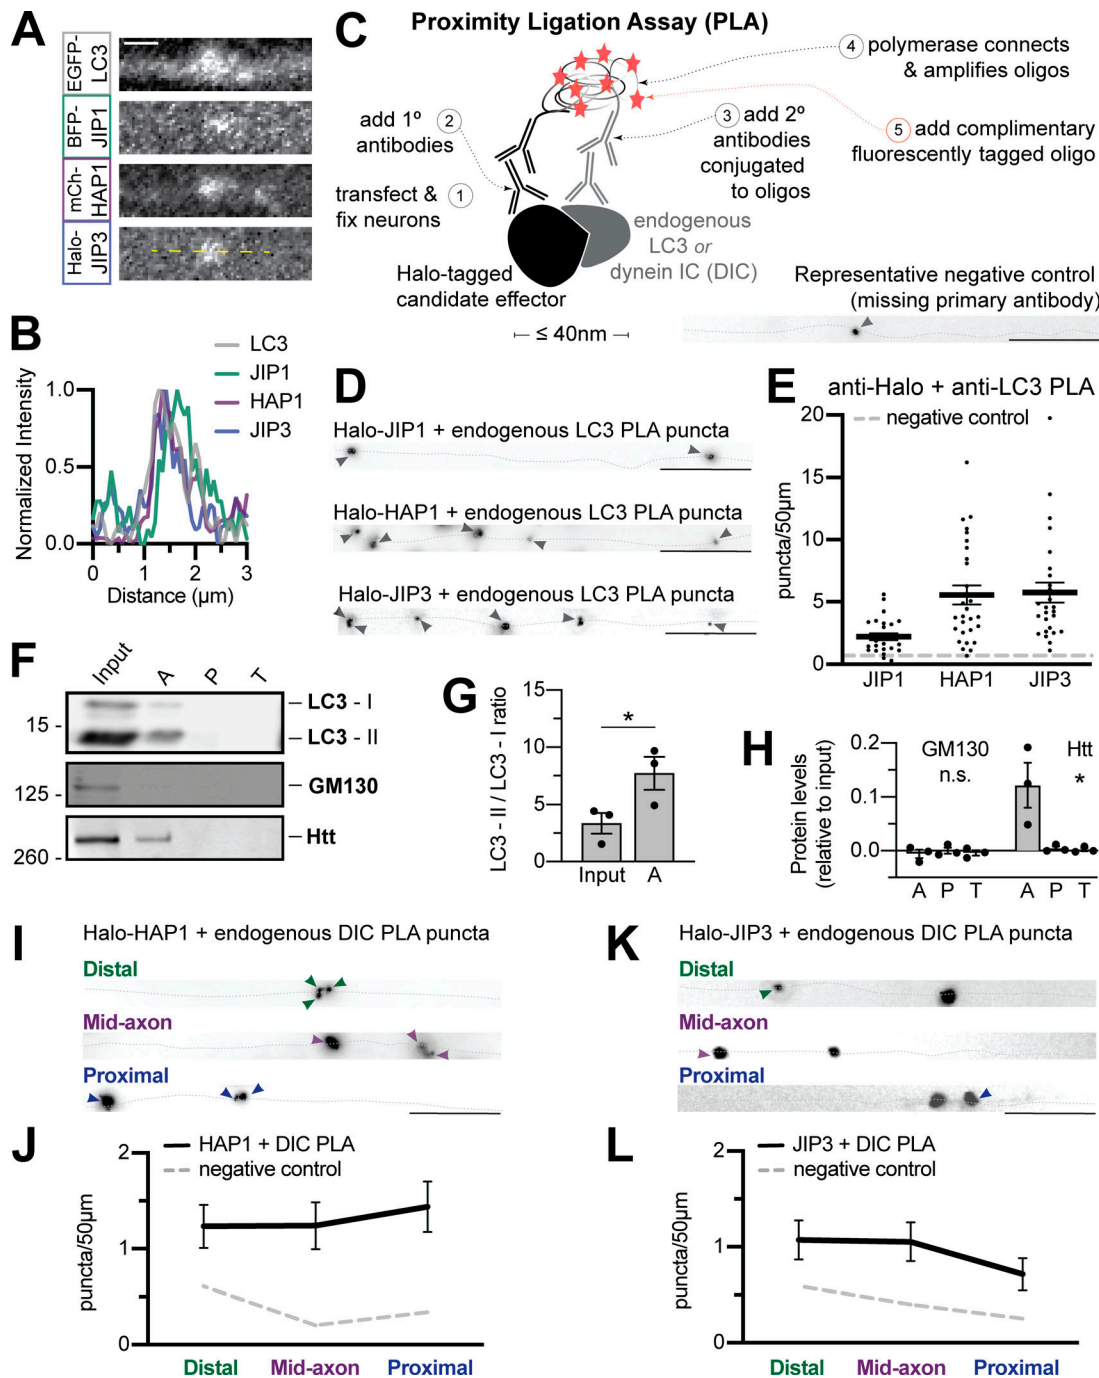 A
EGFP-
LC3
BFP-
JIP1
mCh-
HAP1
Halo-
JIP3
B
LC3
JIP1
HAP1
JIP3
Normalized Intensity
1.0
0.5
0.0
0 1 2 3
Distance (µm)
C
Proximity Ligation Assay (PLA)
4 polymerase connects
& amplifies oligos
add 1º 2
antibodies
3 add 2º
antibodies
conjugated
to oligos
5 add complimentary
fluorescently tagged oligo
transfect & 1
fix neurons
endogenous
LC3 or
dynein IC (DIC)
Halo-tagged
candidate effector
≤ 40nm
Representative negative control
(missing primary antibody)
D
Halo-JIP1 + endogenous LC3 PLA puncta
Halo-HAP1 + endogenous LC3 PLA puncta
Halo-JIP3 + endogenous LC3 PLA puncta
E
anti-Halo + anti-LC3 PLA
negative control
puncta/50µm
20
15
10
5
0
JIP1 HAP1 JIP3
F
Input A P T
15 -
LC3 - I
LC3 - II
125 -
GM130
260 -
Htt
G
LC3 - II / LC3 - I ratio
15
10
5
0
*
Input A
H
Protein levels
(relative to input)
0.2
0.1
0.0
GM130
n.s.
Htt
*
A P T A P T
I
Halo-HAP1 + endogenous DIC PLA puncta
Distal
Mid-axon
Proximal
J
HAP1 + DIC PLA
negative control
puncta/50µm
2
1
0
Distal Mid-axon Proximal
K
Halo-JIP3 + endogenous DIC PLA puncta
Distal
Mid-axon
Proximal
L
JIP3 + DIC PLA
negative control
puncta/50µm
2
1
0
Distal Mid-axon Proximal